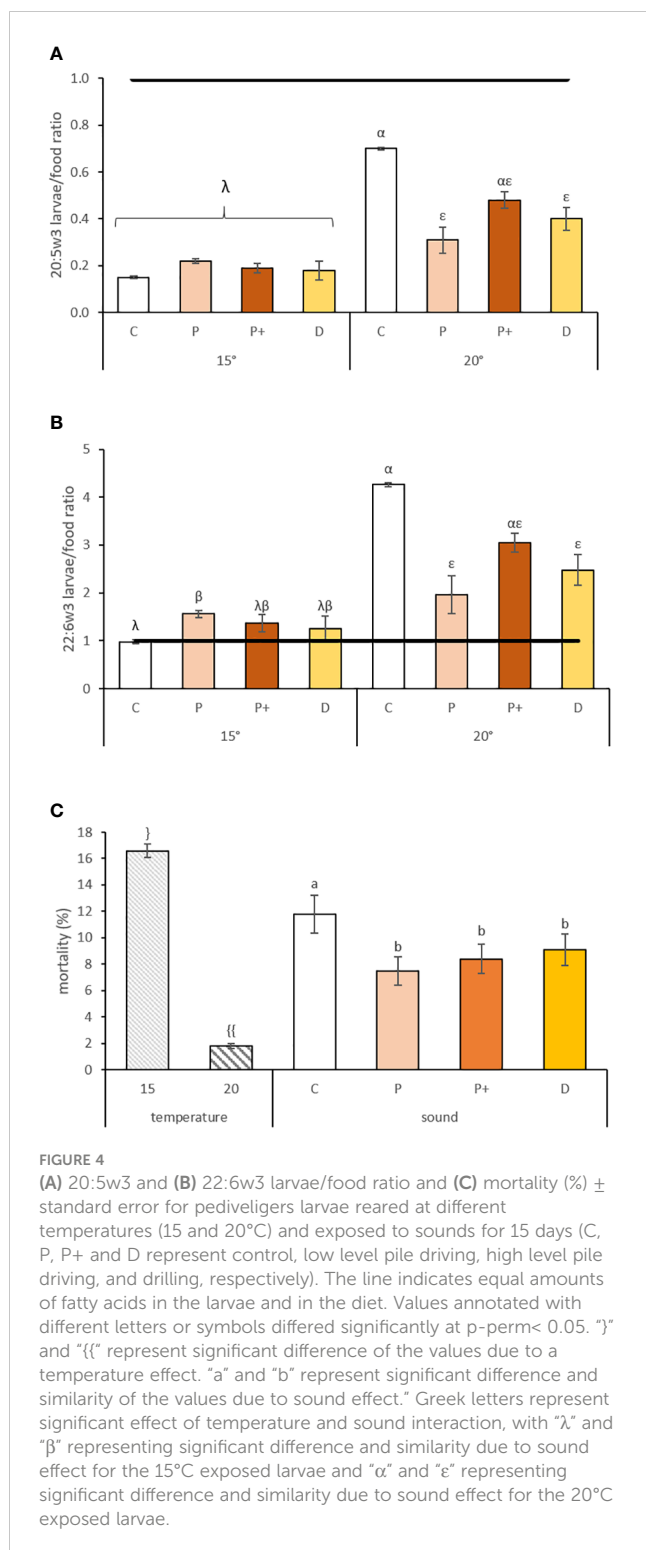 A
20:5w3 larvae/food ratio
1.0
0.8
0.6
0.4
0.2
0.0
λ
α
ε
αε
ε
C P P+ D C P P+ D
15° 20°
B
22:6w3 larvae/food ratio
5
4
3
2
1
0
λ
β
λβ
λβ
α
ε
αε
ε
C P P+ D C P P+ D
15° 20°
C
mortality (%)
18
16
14
12
10
8
6
4
2
0
}
{{
a
b
b
b
15 20 C P P+ D
temperature sound
FIGURE 4
(A) 20:5w3 and (B) 22:6w3 larvae/food ratio and (C) mortality (%) ±
standard error for pediveligers larvae reared at different
temperatures (15 and 20°C) and exposed to sounds for 15 days (C,
P, P+ and D represent control, low level pile driving, high level pile
driving, and drilling, respectively). The line indicates equal amounts
of fatty acids in the larvae and in the diet. Values annotated with
different letters or symbols differed significantly at p-perm< 0.05. “}”
and “{{” represent significant difference of the values due to a
temperature effect. “a” and “b” represent significant difference and
similarity of the values due to sound effect.” Greek letters represent
significant effect of temperature and sound interaction, with “λ” and
“β” representing significant difference and similarity due to sound
effect for the 15°C exposed larvae and “α” and “ε” representing
significant difference and similarity due to sound effect for the 20°C
exposed larvae.